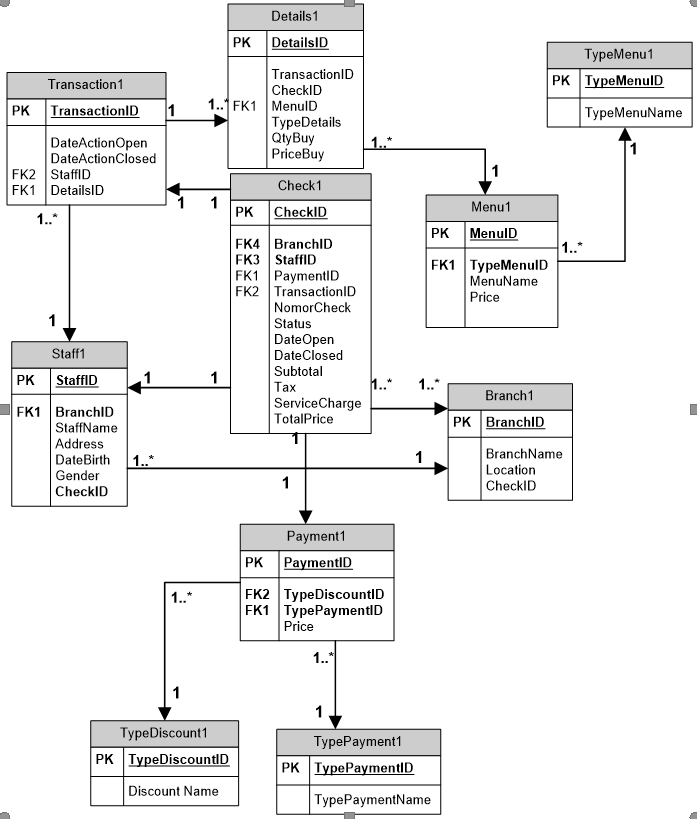 Details1
PK DetailsID
TransactionID
CheckID
FK1 MenuID
TypeDetails
QtyBuy
PriceBuy
TypeMenu1
PK TypeMenuID
TypeMenuName
Transaction1
PK TransactionID
DateActionOpen
DateActionClosed
FK2 StaffID
FK1 DetailsID
1
1..*
1..*
1
1
1..*
1
1
1..*
1
Check1
PK CheckID
FK4 BranchID
FK3 StaffID
FK1 PaymentID
FK2 TransactionID
NomorCheck
Status
DateOpen
DateClosed
Subtotal
Tax
ServiceCharge
TotalPrice
Menu1
PK MenuID
FK1 TypeMenuID
MenuName
Price
Staff1
PK StaffID
FK1 BranchID
StaffName
Address
DateBirth
Gender
CheckID
1
1
1..*
1..*
1..*
1
1
1
Branch1
PK BranchID
BranchName
Location
CheckID
Payment1
PK PaymentID
FK2 TypeDiscountID
FK1 TypePaymentID
Price
1..*
1
1..*
1
TypeDiscount1
PK TypeDiscountID
Discount Name
TypePayment1
PK TypePaymentID
TypePaymentName